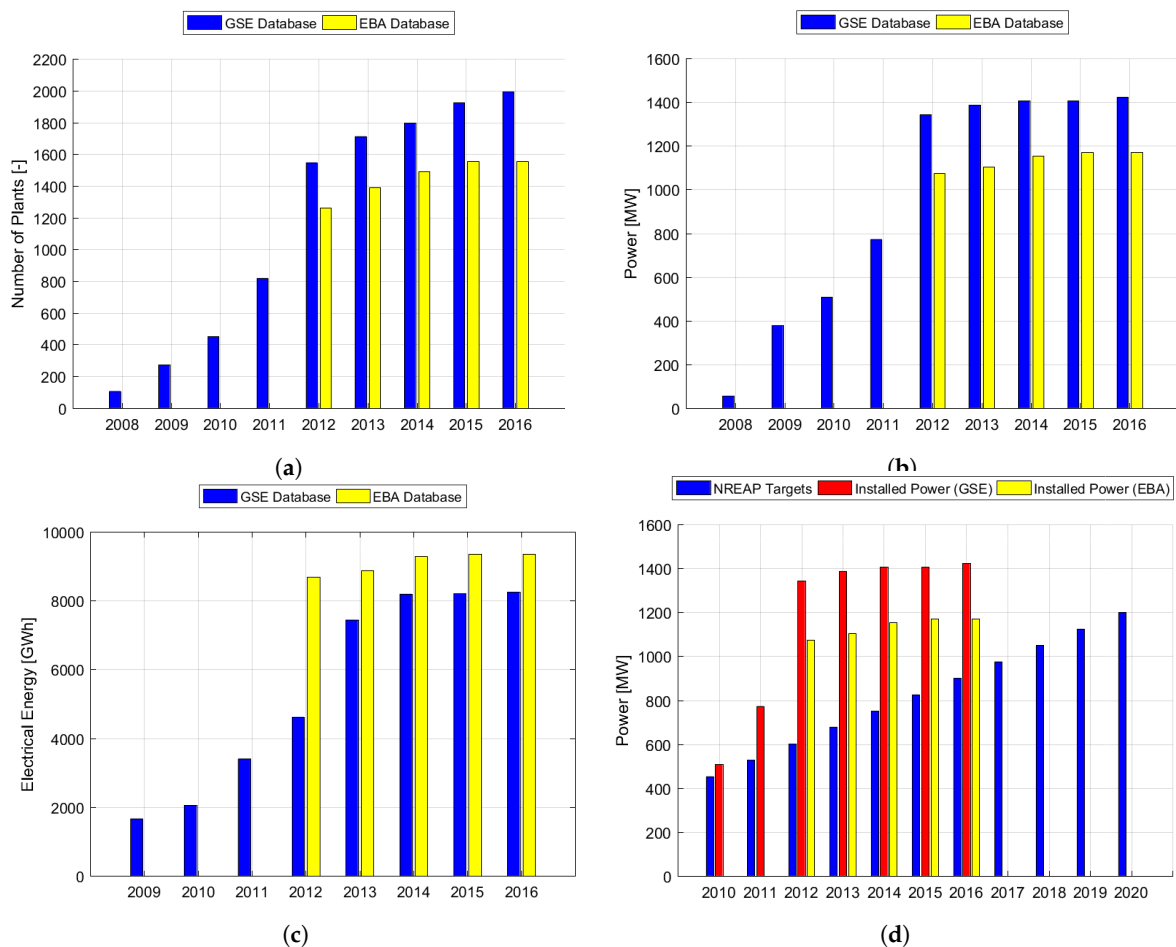 (a)
GSE Database EBA Database
Number of Plants [-]
2200
2000
1800
1600
1400
1200
1000
800
600
400
200
0
2008 2009 2010 2011 2012 2013 2014 2015 2016
(a)
(b)
GSE Database EBA Database
Power [MW]
1600
1400
1200
1000
800
600
400
200
0
2008 2009 2010 2011 2012 2013 2014 2015 2016
(b)
GSE Database EBA Database
Electrical Energy [GWh]
10000
8000
6000
4000
2000
0
2009 2010 2011 2012 2013 2014 2015 2016
(c)
NREAP Targets Installed Power (GSE) Installed Power (EBA)
Power [MW]
1600
1400
1200
1000
800
600
400
200
0
2010 2011 2012 2013 2014 2015 2016 2017 2018 2019 2020
(d)